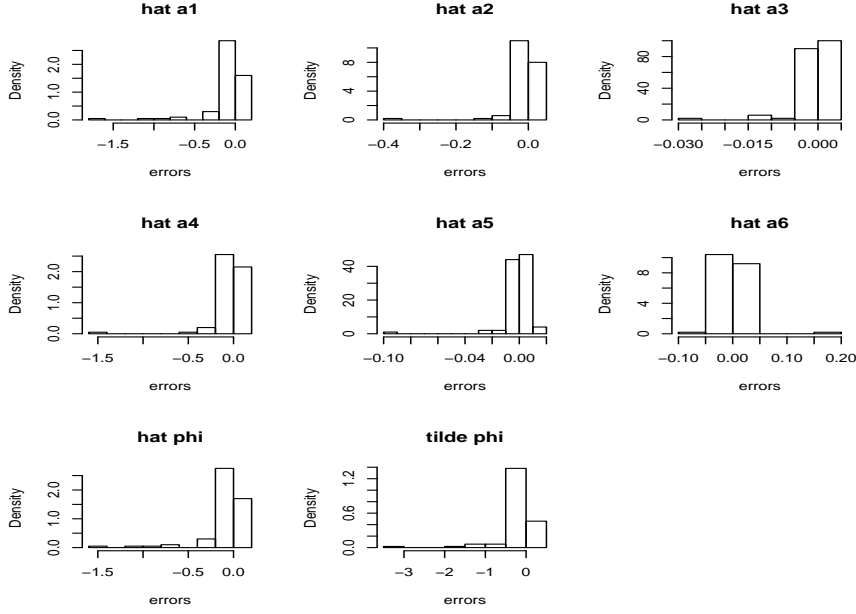 hat a1
Density
0.0 1.0 2.0
−1.5 −0.5 0.0
errors
hat a2
Density
0 4 8
−0.4 −0.2 0.0
errors
hat a3
Density
0 40 80
−0.030 −0.015 0.000
errors
hat a4
Density
0.0 1.0 2.0
−1.5 −0.5 0.0
errors
hat a5
Density
0 20 40
−0.10 −0.04 0.00
errors
hat a6
Density
0 4 8
−0.10 0.00 0.10 0.20
errors
hat phi
Density
0.0 1.0 2.0
−1.5 −0.5 0.0
errors
tilde phi
Density
0.0 0.6 1.2
−3 −2 −1 0
errors